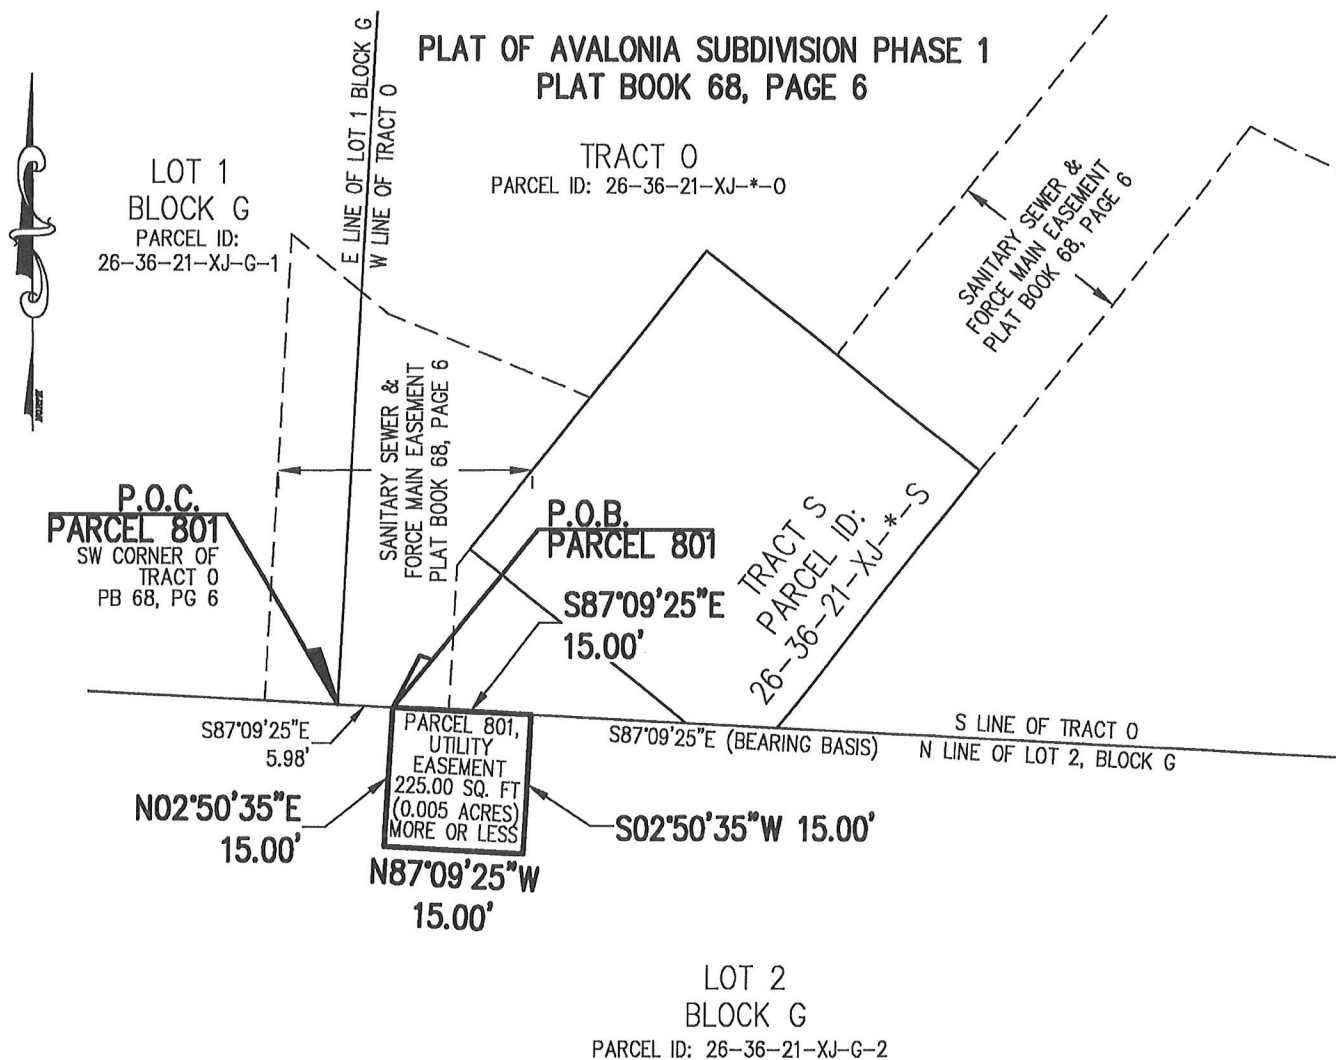 PLAT OF AVALONIA SUBDIVISION PHASE 1
PLAT BOOK 68, PAGE 6
LOT 1
BLOCK G
PARCEL ID:
26-36-21-XJ-G-1
E LINE OF LOT 1 BLOCK G
W LINE OF TRACT O
TRACT O
PARCEL ID: 26-36-21-XJ-*-O
SANITARY SEWER &
FORCE MAIN EASEMENT
PLAT BOOK 68, PAGE 6
NORTH
SANITARY SEWER &
FORCE MAIN EASEMENT
PLAT BOOK 68, PAGE 6
P.O.C.
PARCEL 801
SW CORNER OF
TRACT O
PB 68, PG 6
P.O.B.
PARCEL 801
S87°09'25"E
15.00'
TRACT S
PARCEL ID:
26-36-21-XJ-*-S
S87°09'25"E
5.98'
PARCEL 801,
UTILITY
EASEMENT
225.00 SQ. FT
(0.005 ACRES)
MORE OR LESS
S87°09'25"E (BEARING BASIS)
S LINE OF TRACT O
N LINE OF LOT 2, BLOCK G
N02°50'35"E
15.00'
S02°50'35"W 15.00'
N87°09'25"W
15.00'
LOT 2
BLOCK G
PARCEL ID: 26-36-21-XJ-G-2